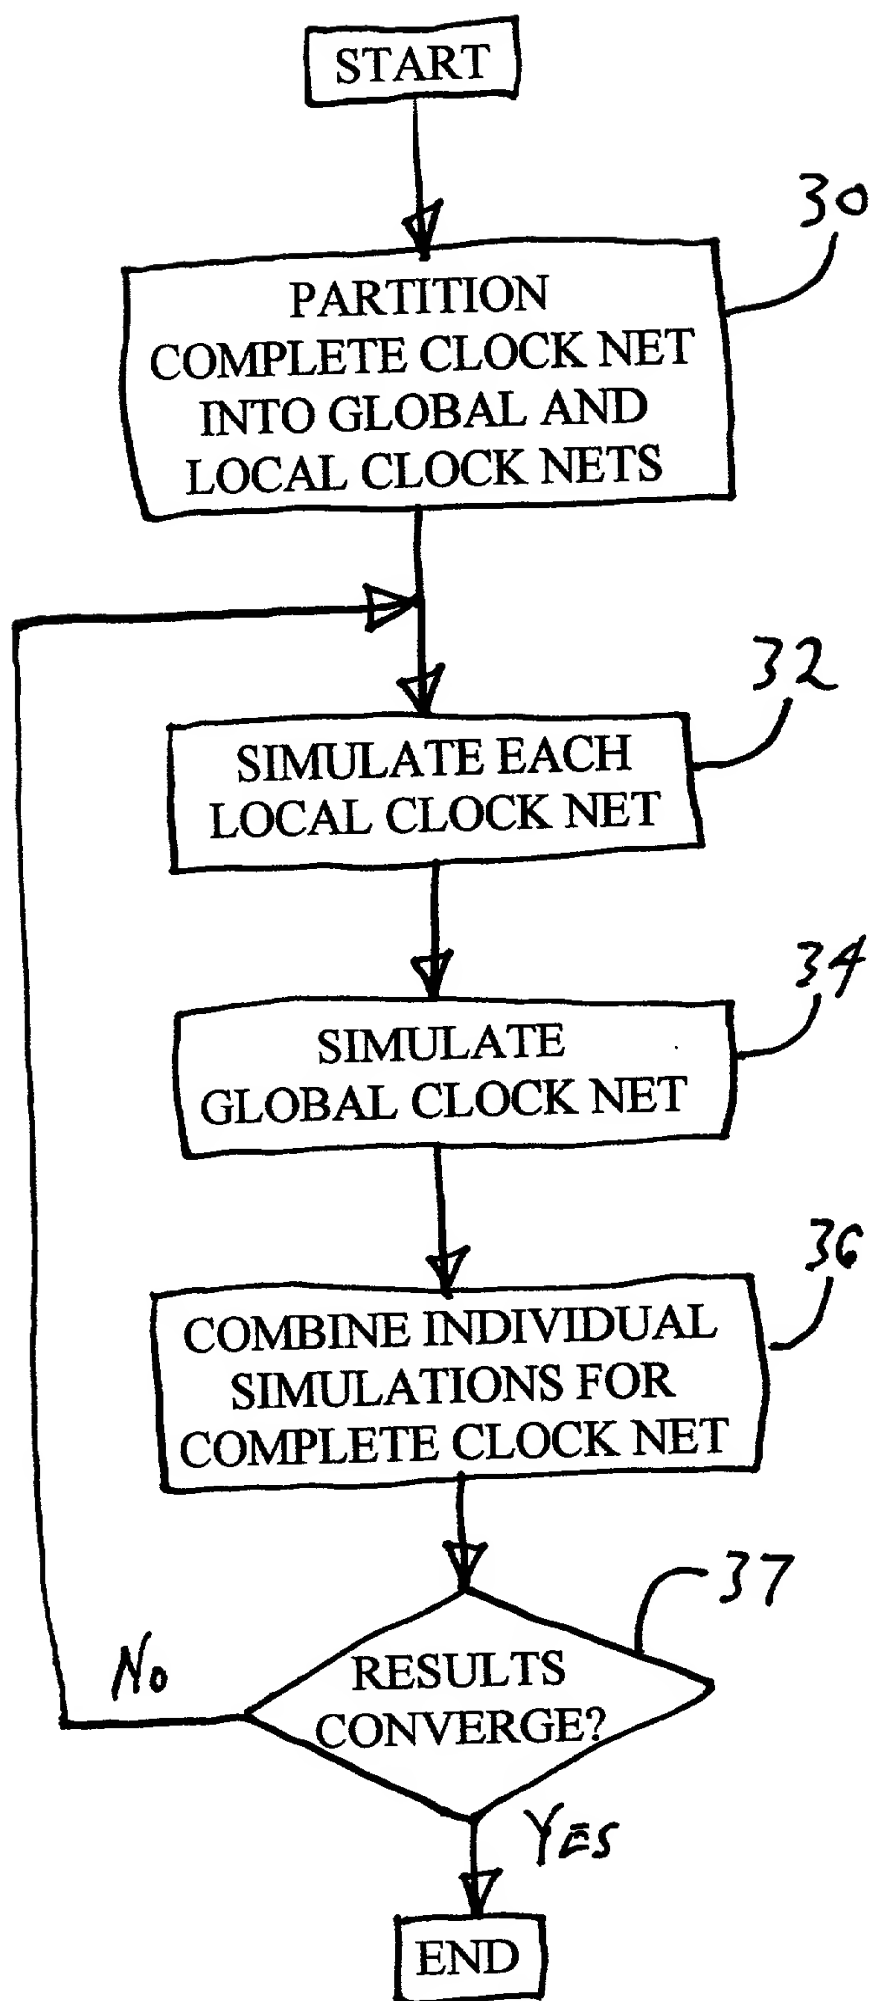 START
30
PARTITION
COMPLETE CLOCK NET
INTO GLOBAL AND
LOCAL CLOCK NETS
32
SIMULATE EACH
LOCAL CLOCK NET
34
SIMULATE
GLOBAL CLOCK NET
36
COMBINE INDIVIDUAL
SIMULATIONS FOR
COMPLETE CLOCK NET
37
RESULTS
CONVERGE?
No
YES
END